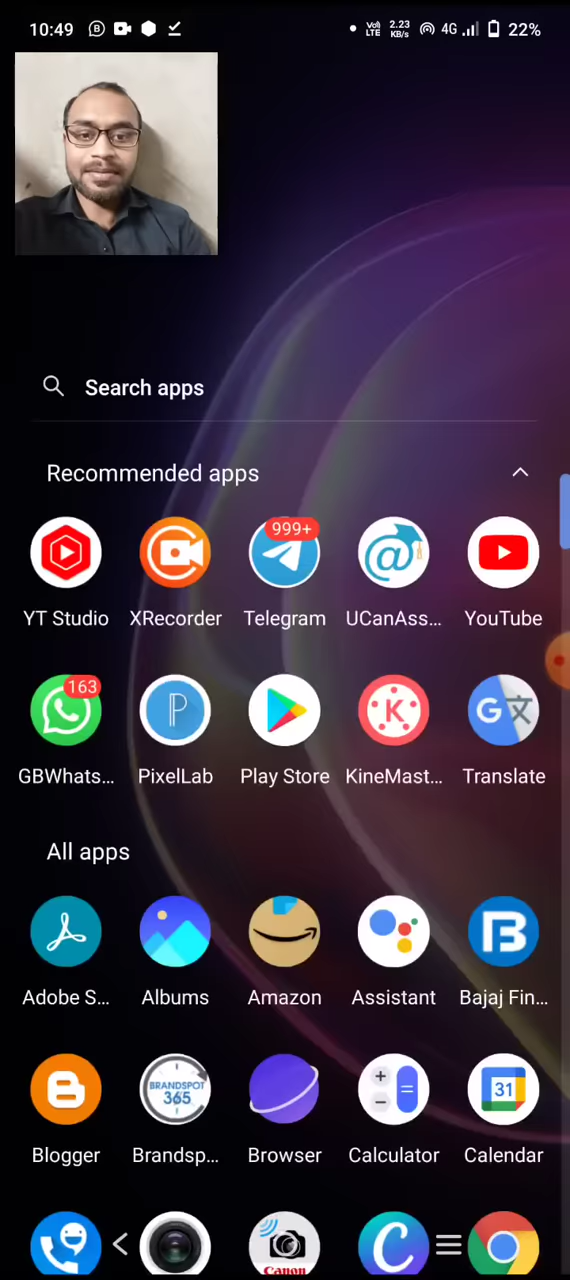 10:49 VoLTE 2.23 KB/s 4G 22%
Search apps
Recommended apps
999+
YT Studio XRecorder Telegram UCanAss... YouTube
163
GBWhats... PixelLab Play Store KineMast... Translate
All apps
Adobe S... Albums Amazon Assistant Bajaj Fin...
BRANDSPOT
365
31
Blogger Brandsp... Browser Calculator Calendar
Canon